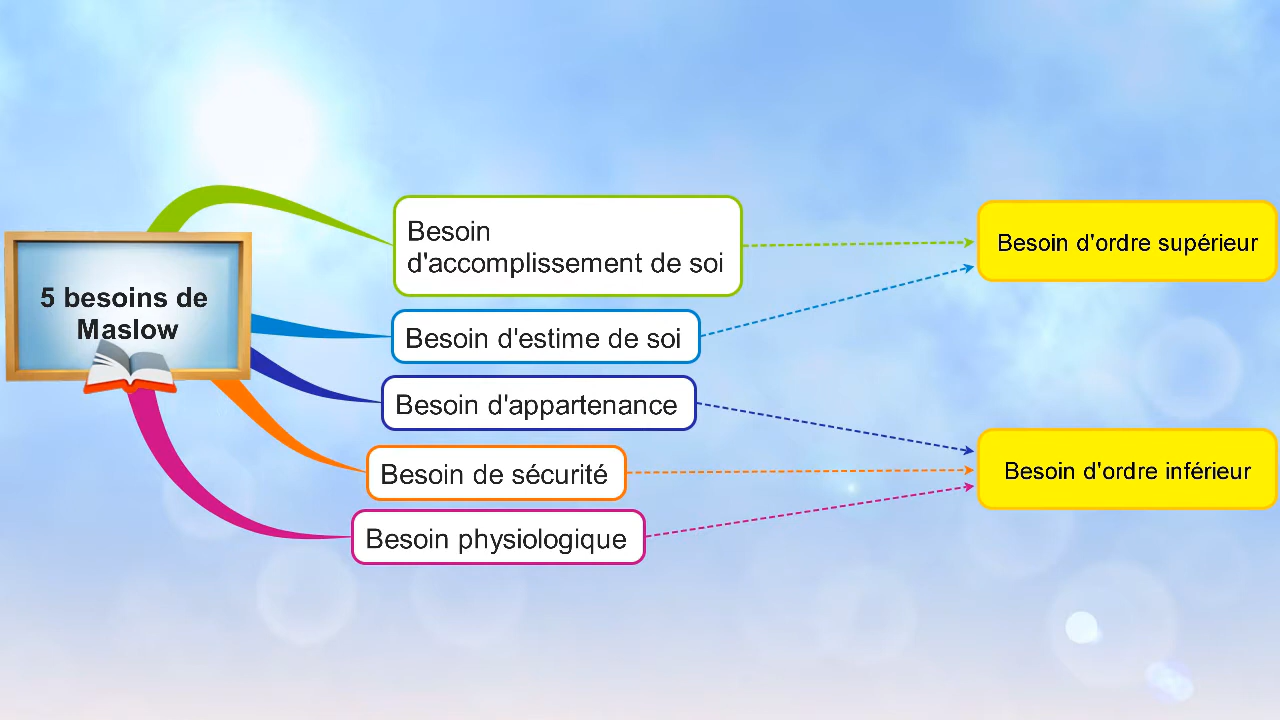 5 besoins de
Maslow
Besoin
d'accomplissement de soi
Besoin d'estime de soi
Besoin d'appartenance
Besoin de sécurité
Besoin physiologique
Besoin d'ordre supérieur
Besoin d'ordre inférieur